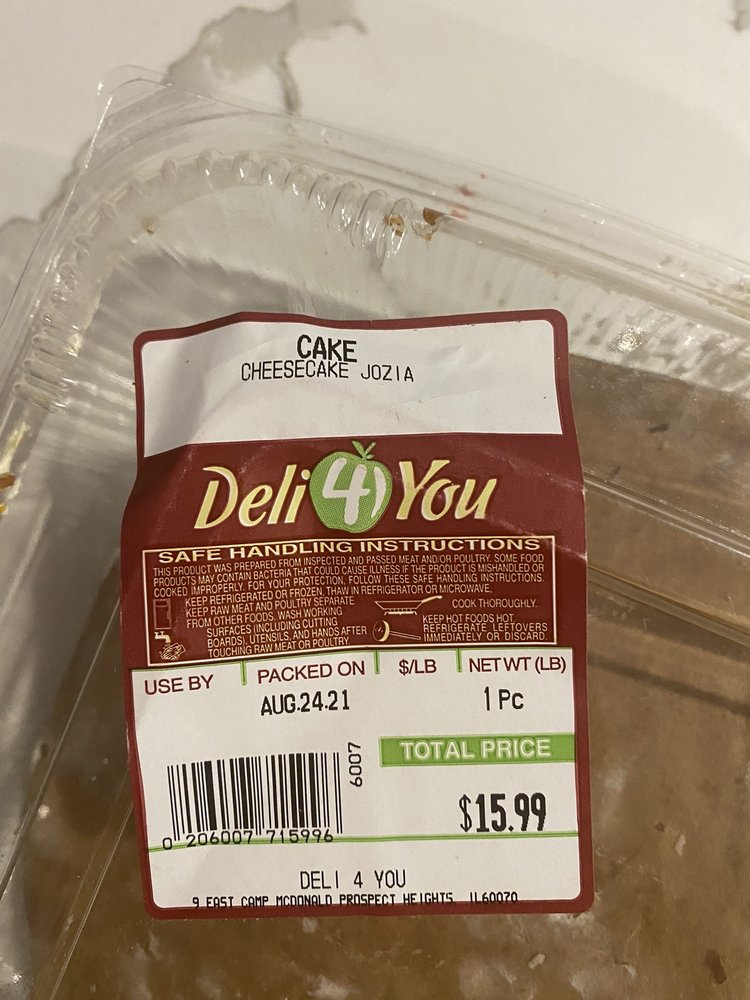 CAKE
CHEESECAKE JOZIA
Deli 4 You
SAFE HANDLING INSTRUCTIONS
THIS PRODUCT WAS PREPARED FROM INSPECTED AND PASSED MEAT AND/OR POULTRY. SOME FOOD
PRODUCTS MAY CONTAIN BACTERIA THAT COULD CAUSE ILLNESS IF THE PRODUCT IS MISHANDLED OR
COOKED IMPROPERLY. FOR YOUR PROTECTION, FOLLOW THESE SAFE HANDLING INSTRUCTIONS.
KEEP REFRIGERATED OR FROZEN. THAW IN REFRIGERATOR OR MICROWAVE.
KEEP RAW MEAT AND POULTRY SEPARATE
FROM OTHER FOODS. WASH WORKING
SURFACES (INCLUDING CUTTING
BOARDS), UTENSILS, AND HANDS AFTER
TOUCHING RAW MEAT OR POULTRY.
COOK THOROUGHLY.
KEEP HOT FOODS HOT.
REFRIGERATE LEFTOVERS
IMMEDIATELY OR DISCARD.
USE BY PACKED ON $/LB NET WT (LB)
AUG.24.21 1 Pc
6007
TOTAL PRICE
$15.99
0 206007 715996
DELI 4 YOU
9 EAST CAMP MCDONALD PROSPECT HEIGHTS, IL60070